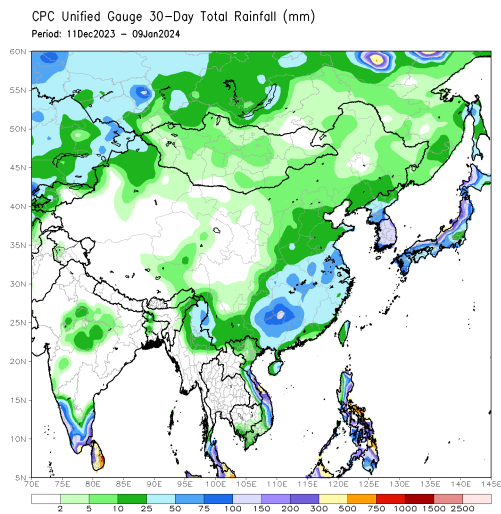 CPC Unified Gauge 30-Day Total Rainfall (mm)
Period: 11Dec2023 - 09Jan2024
60N
55N
50N
45N
40N
35N
30N
25N
20N
15N
10N
5N
70E 75E 80E 85E 90E 95E 100E 105E 110E 115E 120E 125E 130E 135E 140E 145E
2 5 10 25 50 75 100 150 200 300 500 700 1000 1500 2500